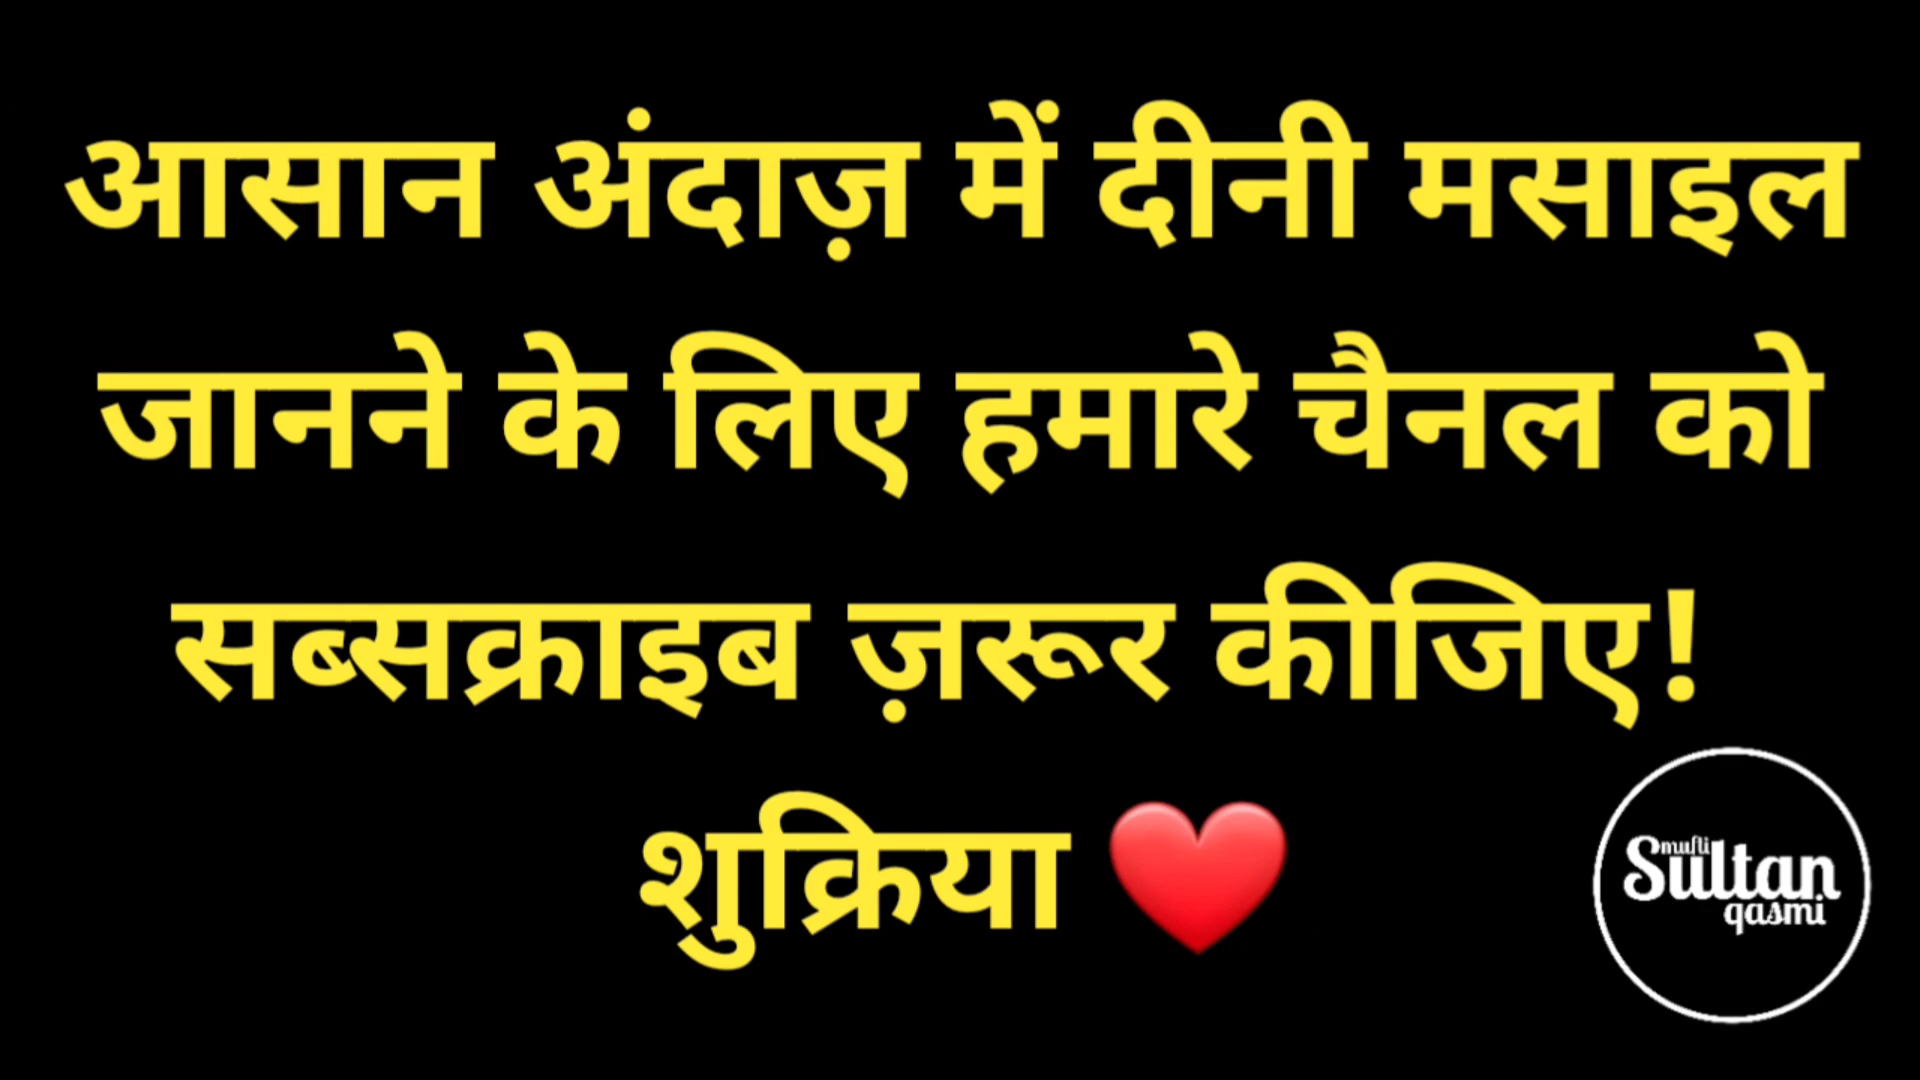 आसान अंदाज़ में दीनी मसाइल
जानने के लिए हमारे चैनल को
सब्सक्राइब ज़रूर कीजिए!
शुक्रिया ❤️
mufti
Sultan
qasmi